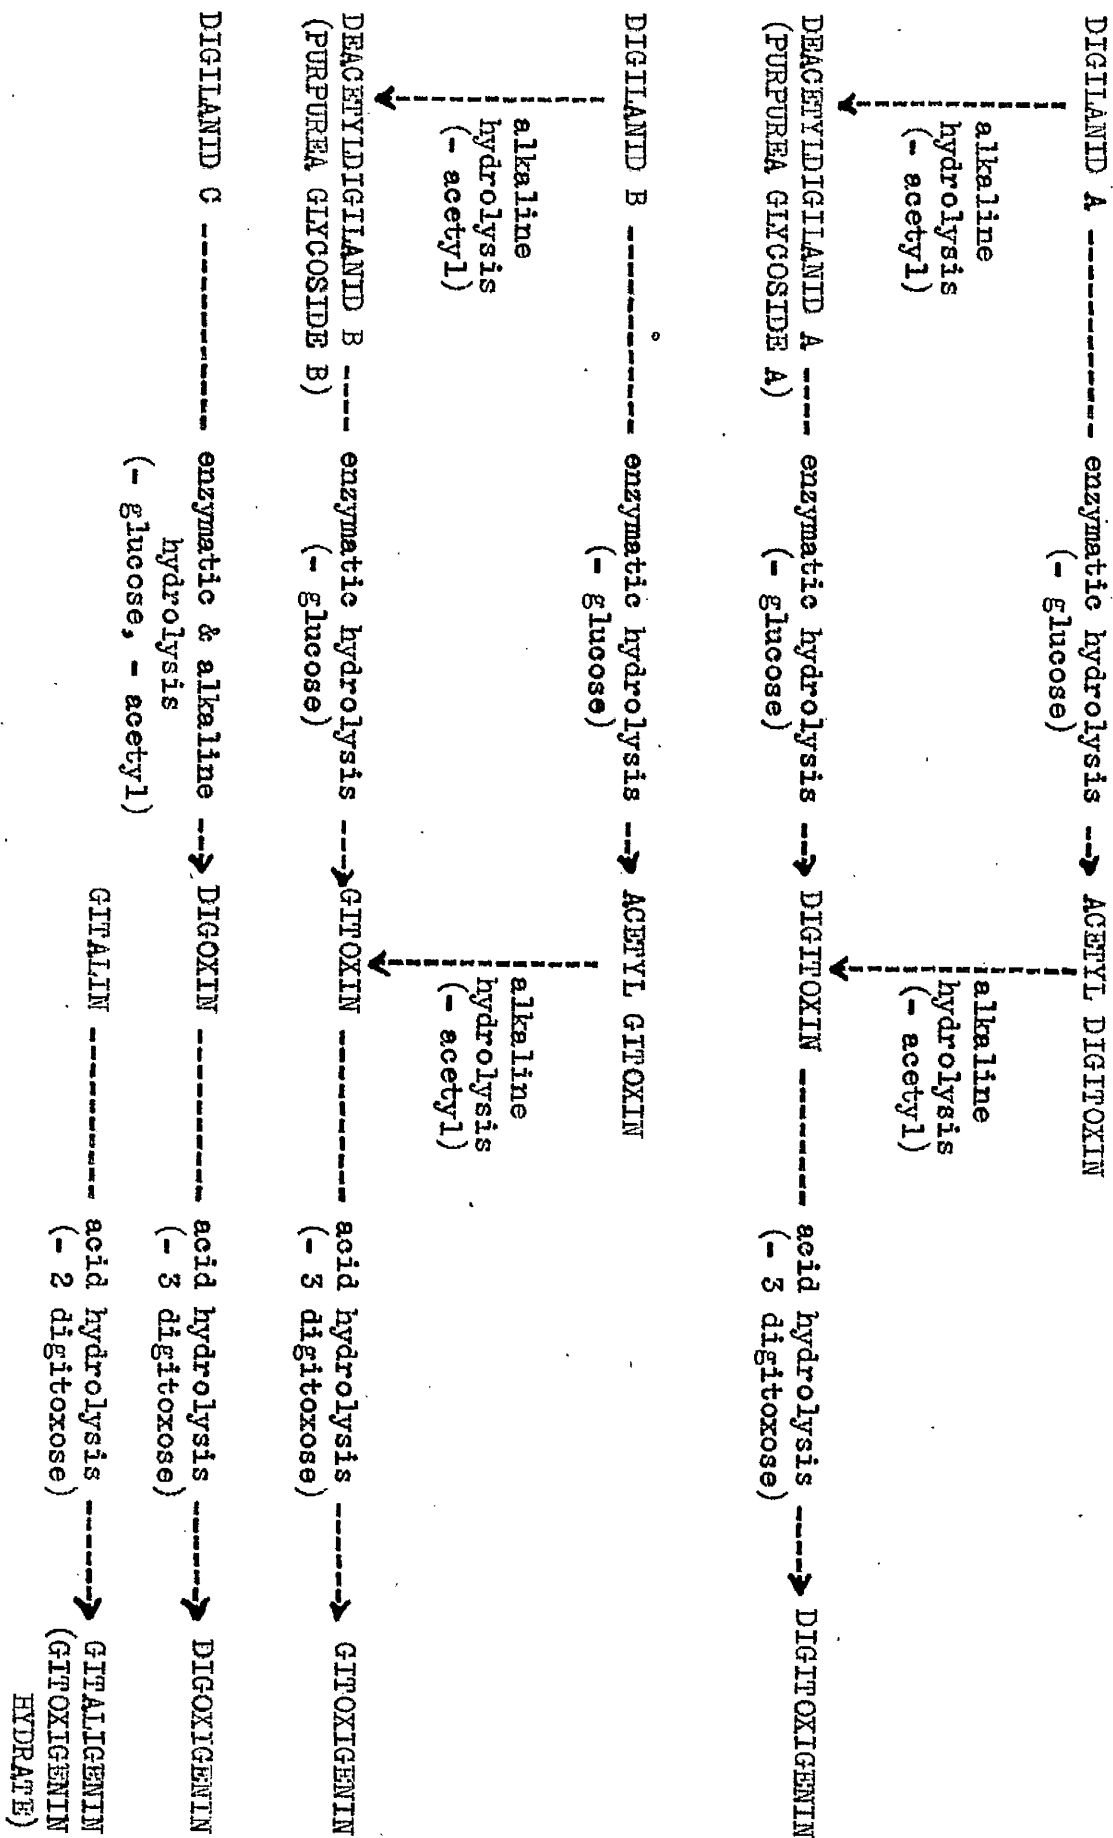 DIGILANID A ---------- enzymatic hydrolysis --> ACETYL DIGITOXIN
(- glucose)
alkaline
hydrolysis
(- acetyl)
alkaline
hydrolysis
(- acetyl)
DEACETYLDIGILANID A ---- enzymatic hydrolysis --> DIGITOXIN --------- acid hydrolysis ----> DIGITOXIGENIN
(PURPUREA GLYCOSIDE A)
(- glucose)
(- 3 digitoxose)
DIGILANID B ---------- enzymatic hydrolysis --> ACETYL GITOXIN
(- glucose)
alkaline
hydrolysis
(- acetyl)
alkaline
hydrolysis
(- acetyl)
DEACETYLDIGILANID B ---- enzymatic hydrolysis -->GITOXIN ---------- acid hydrolysis ------> GITOXIGENIN
(PURPUREA GLYCOSIDE B)
(- glucose)
(- 3 digitoxose)
DIGILANID C ----------- enzymatic & alkaline --> DIGOXIN --------- acid hydrolysis ------> DIGOXIGENIN
hydrolysis
(- glucose, - acetyl)
(- 3 digitoxose)
GITALIN ---------- acid hydrolysis ------> GITALIGENIN
(- 2 digitoxose)
(GITOXIGENIN
HYDRATE)